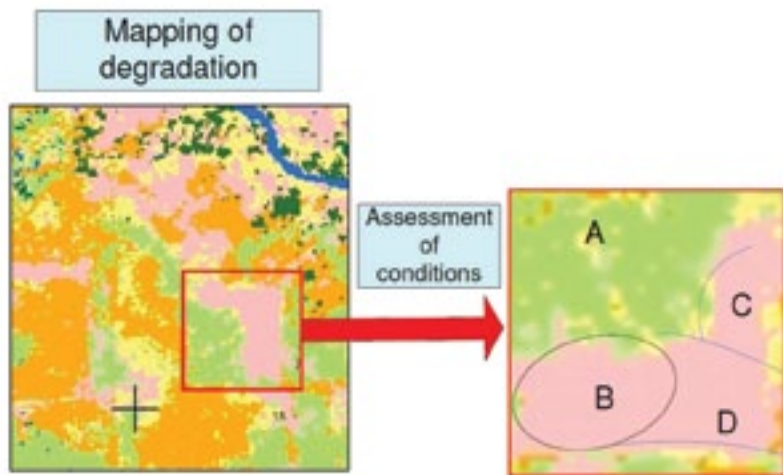 Mapping of
degradation
Assessment
of
conditions
A
C
B
D